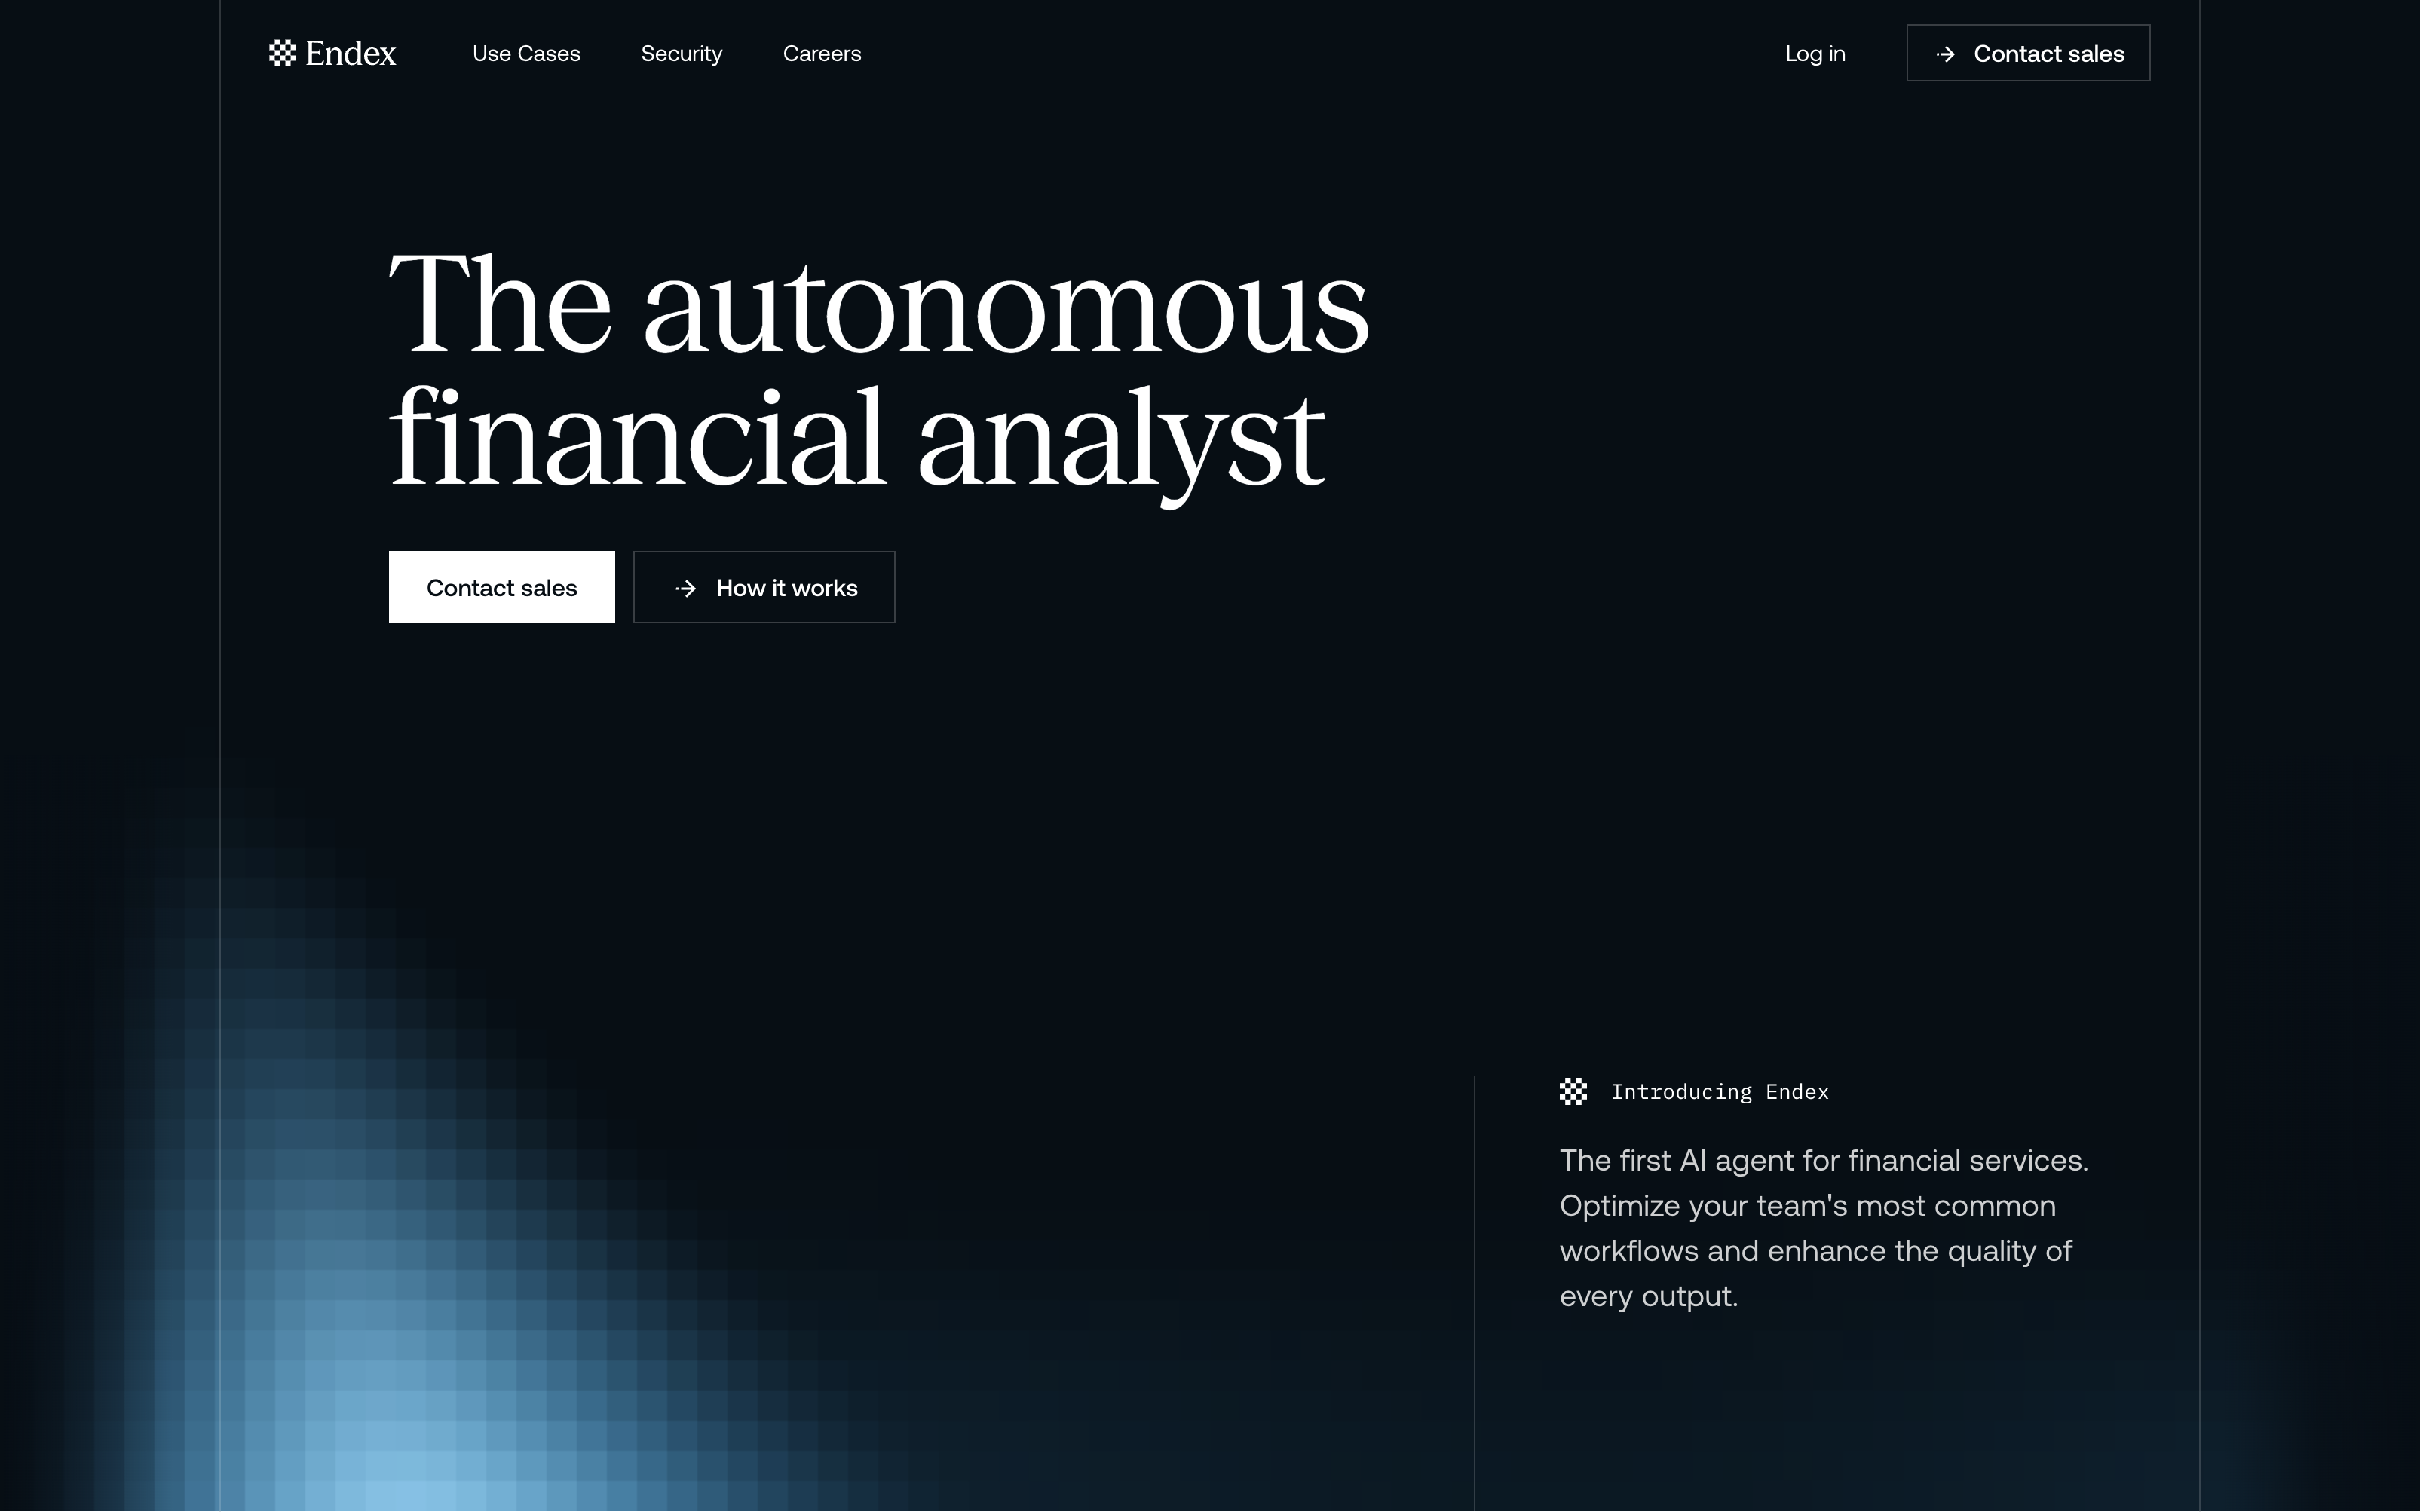 Endex
Use Cases
Security
Careers
Log in
Contact sales
The autonomous
financial analyst
Contact sales
How it works
Introducing Endex
The first AI agent for financial services.
Optimize your team's most common
workflows and enhance the quality of
every output.